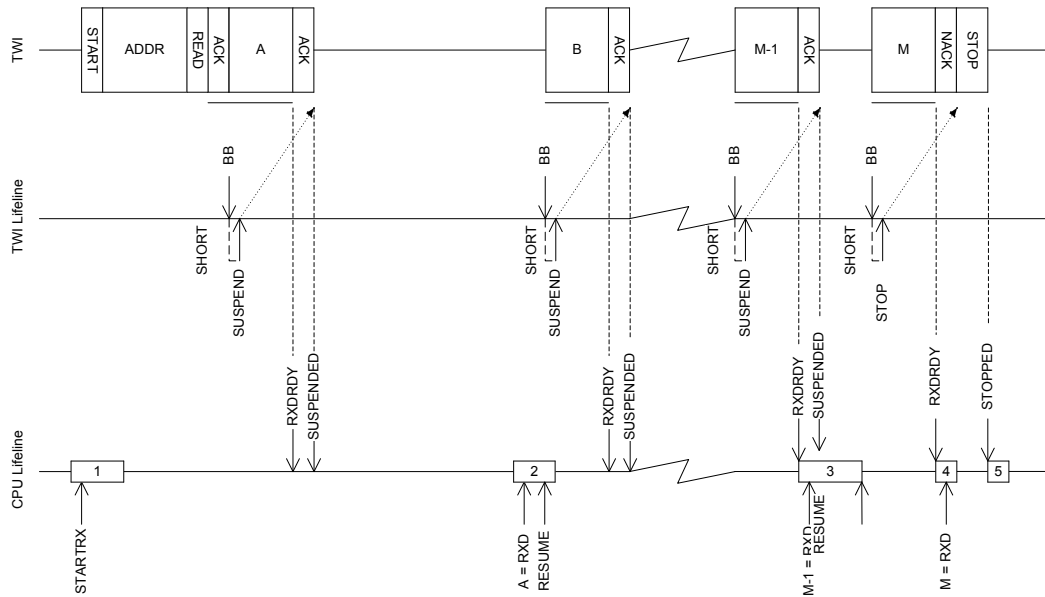 TWI
START
ADDR
READ
ACK
A
ACK
B
ACK
M-1
ACK
M
NACK
STOP
TWI Lifeline
BB
SHORT
SUSPEND
BB
SHORT
SUSPEND
BB
SHORT
SUSPEND
BB
SHORT
STOP
RXDRDY
SUSPENDED
RXDRDY
SUSPENDED
RXDRDY
SUSPENDED
RXDRDY
STOPPED
CPU Lifeline
1
2
3
4
5
STARTRX
A = RXD
RESUME
M-1 = RXD
RESUME
M = RXD